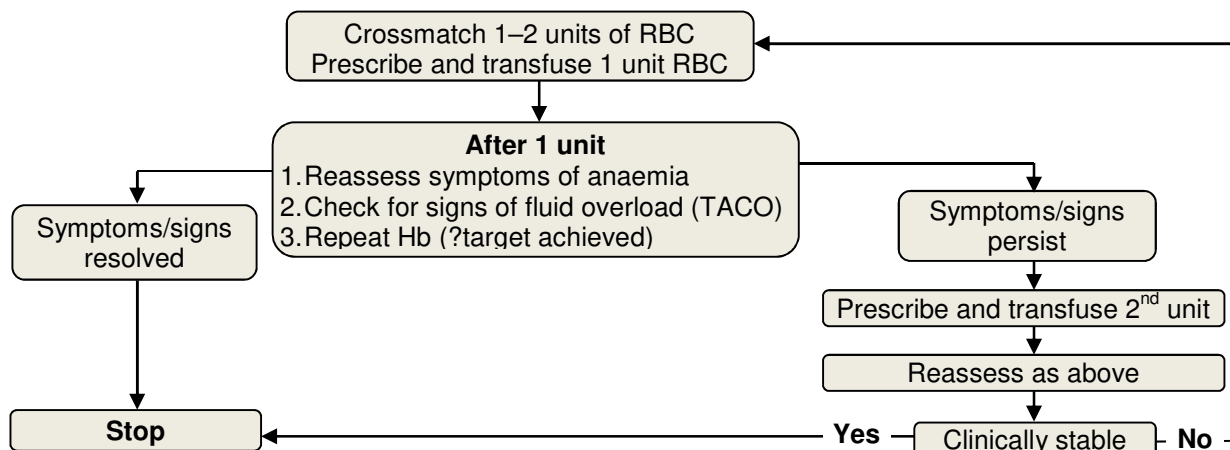 Crossmatch 1–2 units of RBC
Prescribe and transfuse 1 unit RBC
After 1 unit
1. Reassess symptoms of anaemia
2. Check for signs of fluid overload (TACO)
3. Repeat Hb (?target achieved)
Symptoms/signs
resolved
Symptoms/signs
persist
Prescribe and transfuse 2nd unit
Reassess as above
Stop
Yes
Clinically stable
No